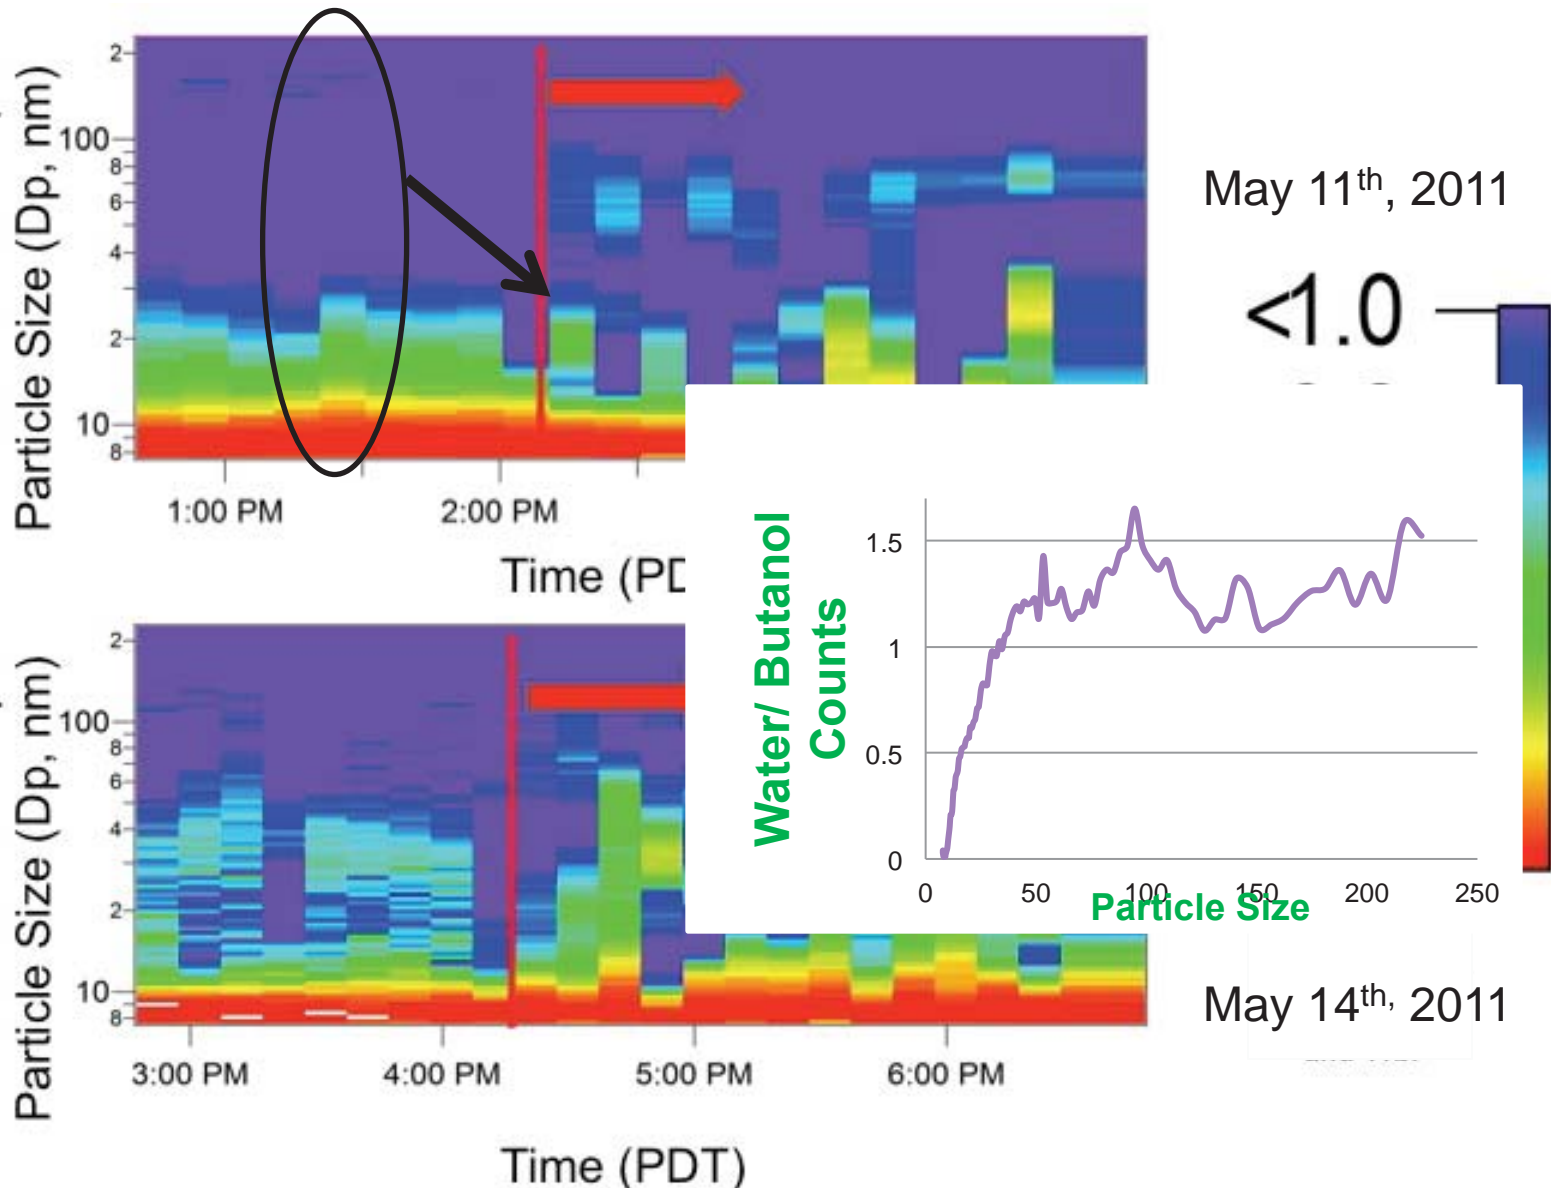 Particle Size (Dp, nm)
2
100
8
6
4
2
10
8
1:00 PM
2:00 PM
Time (PD
May 11th, 2011
<1.0
Water/ Butanol
Counts
1.5
1
0.5
0
0
50
100
150
200
250
Particle Size
Particle Size (Dp, nm)
2
100
8
6
4
2
10
8
3:00 PM
4:00 PM
5:00 PM
6:00 PM
Time (PDT)
May 14th, 2011